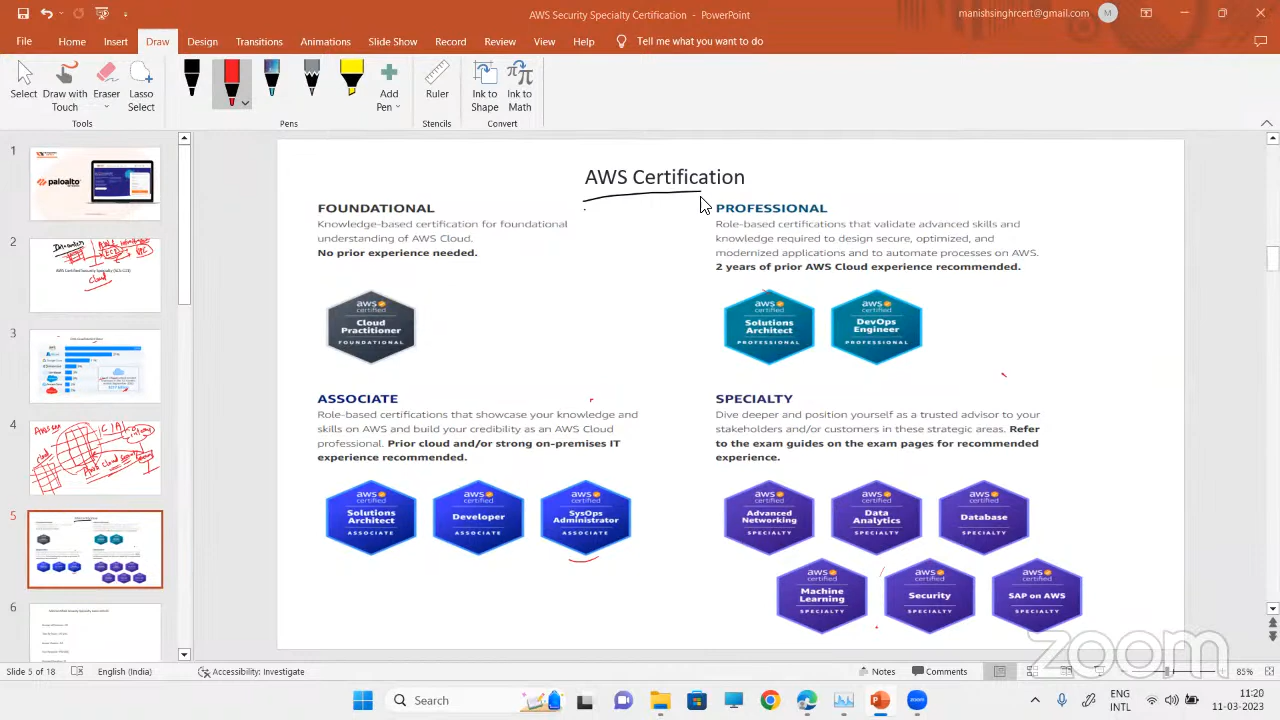 AWS Security Specialty Certification - PowerPoint
manishsinghrcert@gmail.com
M
File Home Insert Draw Design Transitions Animations Slide Show Record Review View Help Tell me what you want to do
Select
Draw with Touch
Eraser
Lasso Select
Add Pen
Ruler
Ink to Shape
Ink to Math
Tools
Pens
Stencils
Convert
1
paloalto
2
Cloud
3
4
5
6
AWS Certification
FOUNDATIONAL
Knowledge-based certification for foundational
understanding of AWS Cloud.
No prior experience needed.
aws
certified
Cloud
Practitioner
FOUNDATIONAL
PROFESSIONAL
Role-based certifications that validate advanced skills and
knowledge required to design secure, optimized, and
modernized applications and to automate processes on AWS.
2 years of prior AWS Cloud experience recommended.
aws
certified
Solutions
Architect
PROFESSIONAL
aws
certified
DevOps
Engineer
PROFESSIONAL
ASSOCIATE
Role-based certifications that showcase your knowledge and
skills on AWS and build your credibility as an AWS Cloud
professional. Prior cloud and/or strong on-premises IT
experience recommended.
aws
certified
Solutions
Architect
ASSOCIATE
aws
certified
Developer
ASSOCIATE
aws
certified
SysOps
Administrator
ASSOCIATE
SPECIALTY
Dive deeper and position yourself as a trusted advisor to your
stakeholders and/or customers in these strategic areas. Refer
to the exam guides on the exam pages for recommended
experience.
aws
certified
Advanced
Networking
SPECIALTY
aws
certified
Data
Analytics
SPECIALTY
aws
certified
Database
SPECIALTY
aws
certified
Machine
Learning
SPECIALTY
aws
certified
Security
SPECIALTY
aws
certified
SAP on AWS
SPECIALTY
zoom
Slide 5 of 18
English (India)
Accessibility: Investigate
Notes
Comments
85%
Search
zoom
ENG
INTL
11:20
11-03-2023